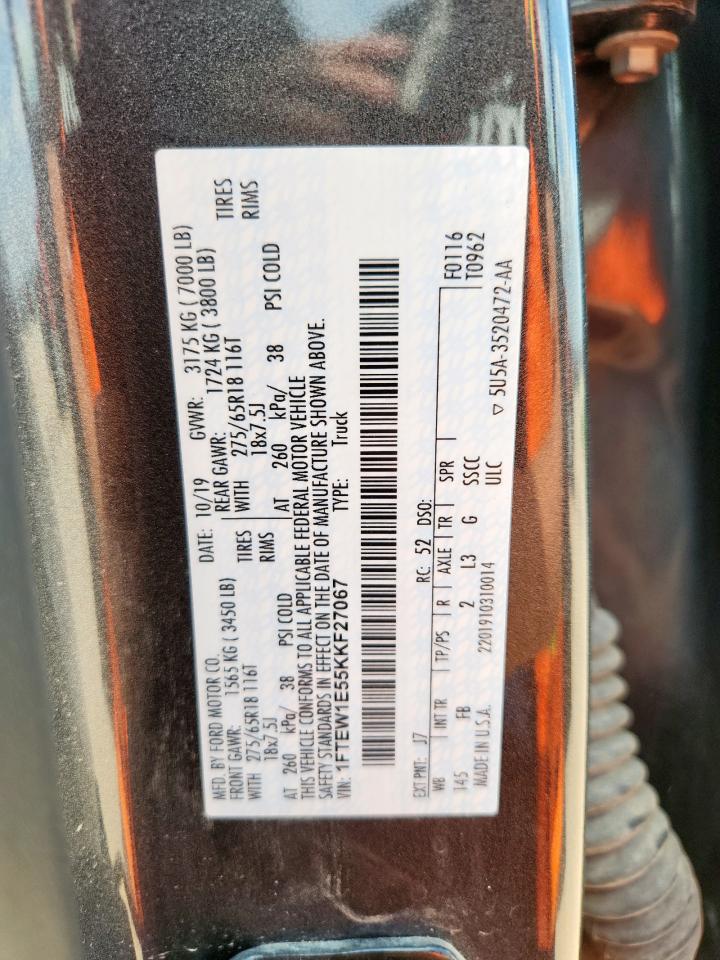 MFD. BY FORD MOTOR CO.
DATE: 10/19 GVWR: 3175 KG ( 7000 LB)
FRONT GAWR: 1565 KG ( 3450 LB) REAR GAWR: 1724 KG ( 3800 LB)
WITH 275/65R18 116T TIRES WITH 275/65R18 116T TIRES
18x7.5J RIMS 18x7.5J RIMS
AT 260 kPa/ 38 PSI COLD AT 260 kPa/ 38 PSI COLD
THIS VEHICLE CONFORMS TO ALL APPLICABLE FEDERAL MOTOR VEHICLE
SAFETY STANDARDS IN EFFECT ON THE DATE OF MANUFACTURE SHOWN ABOVE.
VIN: 1FTEW1E55KKF27067 TYPE: Truck
EXT PNT: J7 RC: 52 DSO: F0116
WB INT TR TP/PS R AXLE TR SPR T0962
145 FB 2 L3 G SSCC
MADE IN U.S.A. 2201910310014 ULC ▽ 5U5A-3520472-AA